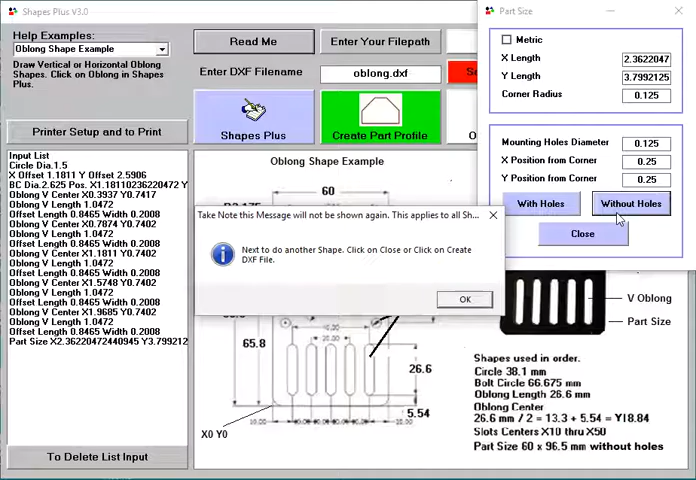 Shapes Plus V3.0
Help Examples:
Oblong Shape Example
Draw Vertical or Horizontal Oblong
Shapes. Click on Oblong in Shapes
Plus.
Printer Setup and to Print
Input List
Circle Dia.1.5
X Offset 1.1811 Y Offset 2.5906
BC Dia.2.625 Pos. X1.18110236220472 Y
Oblong V Center X0.3937 Y0.7417
Oblong V Length 1.0472
Offset Length 0.8465 Width 0.2008
Oblong V Center X0.7874 Y0.7402
Oblong V Length 1.0472
Offset Length 0.8465 Width 0.2008
Oblong V Center X1.1811 Y0.7402
Oblong V Length 1.0472
Offset Length 0.8465 Width 0.2008
Oblong V Center X1.5748 Y0.7402
Oblong V Length 1.0472
Offset Length 0.8465 Width 0.2008
Oblong V Center X1.9685 Y0.7402
Oblong V Length 1.0472
Offset Length 0.8465 Width 0.2008
Part Size X2.36220472440945 Y3.799212
To Delete List Input
Read Me
Enter Your Filepath
Enter DXF Filename
oblong.dxf
Shapes Plus
Create Part Profile
Oblong Shape Example
60
Take Note this Message will not be shown again. This applies to all Sh...
Next to do another Shape. Click on Close or Click on Create
DXF File.
OK
65.8
26.6
5.54
X0 Y0
Part Size
Metric
X Length
2.3622047
Y Length
3.7992125
Corner Radius
0.125
Mounting Holes Diameter
0.125
X Position from Corner
0.25
Y Position from Corner
0.25
With Holes
Without Holes
Close
V Oblong
Part Size
Shapes used in order.
Circle 38.1 mm
Bolt Circle 66.675 mm
Oblong Length 26.6 mm
Oblong Center
26.6 mm / 2 = 13.3 + 5.54 = Y18.84
Slots Centers X10 thru X50
Part Size 60 x 96.5 mm without holes